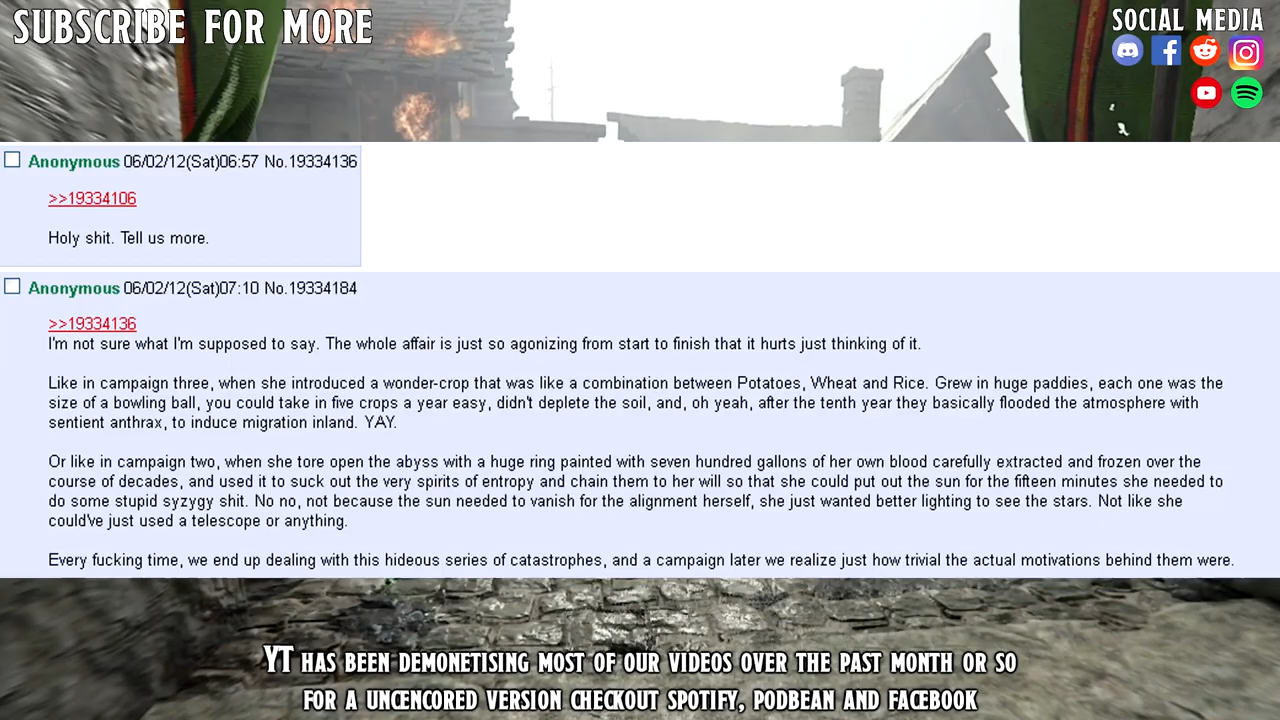 SUBSCRIBE FOR MORE
SOCIAL MEDIA
Anonymous 06/02/12(Sat)06:57 No.19334136
>>19334106
Holy shit. Tell us more.
Anonymous 06/02/12(Sat)07:10 No.19334184
>>19334136
I'm not sure what I'm supposed to say. The whole affair is just so agonizing from start to finish that it hurts just thinking of it.
Like in campaign three, when she introduced a wonder-crop that was like a combination between Potatoes, Wheat and Rice. Grew in huge paddies, each one was the
size of a bowling ball, you could take in five crops a year easy, didn't deplete the soil, and, oh yeah, after the tenth year they basically flooded the atmosphere with
sentient anthrax, to induce migration inland. YAY.
Or like in campaign two, when she tore open the abyss with a huge ring painted with seven hundred gallons of her own blood carefully extracted and frozen over the
course of decades, and used it to suck out the very spirits of entropy and chain them to her will so that she could put out the sun for the fifteen minutes she needed to
do some stupid syzygy shit. No no, not because the sun needed to vanish for the alignment herself, she just wanted better lighting to see the stars. Not like she
could've just used a telescope or anything.
Every fucking time, we end up dealing with this hideous series of catastrophes, and a campaign later we realize just how trivial the actual motivations behind them were.
YT HAS BEEN DEMONETISING MOST OF OUR VIDEOS OVER THE PAST MONTH OR SO
FOR A UNCENCORED VERSION CHECKOUT SPOTIFY, PODBEAN AND FACEBOOK